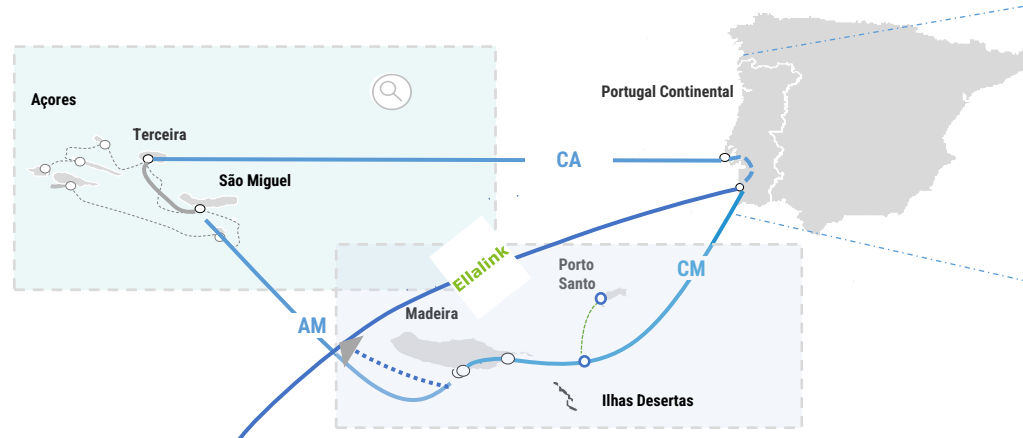 Açores
Terceira
São Miguel
CA
Portugal Continental
Ellalink
CM
AM
Madeira
Porto
Santo
Ilhas Desertas